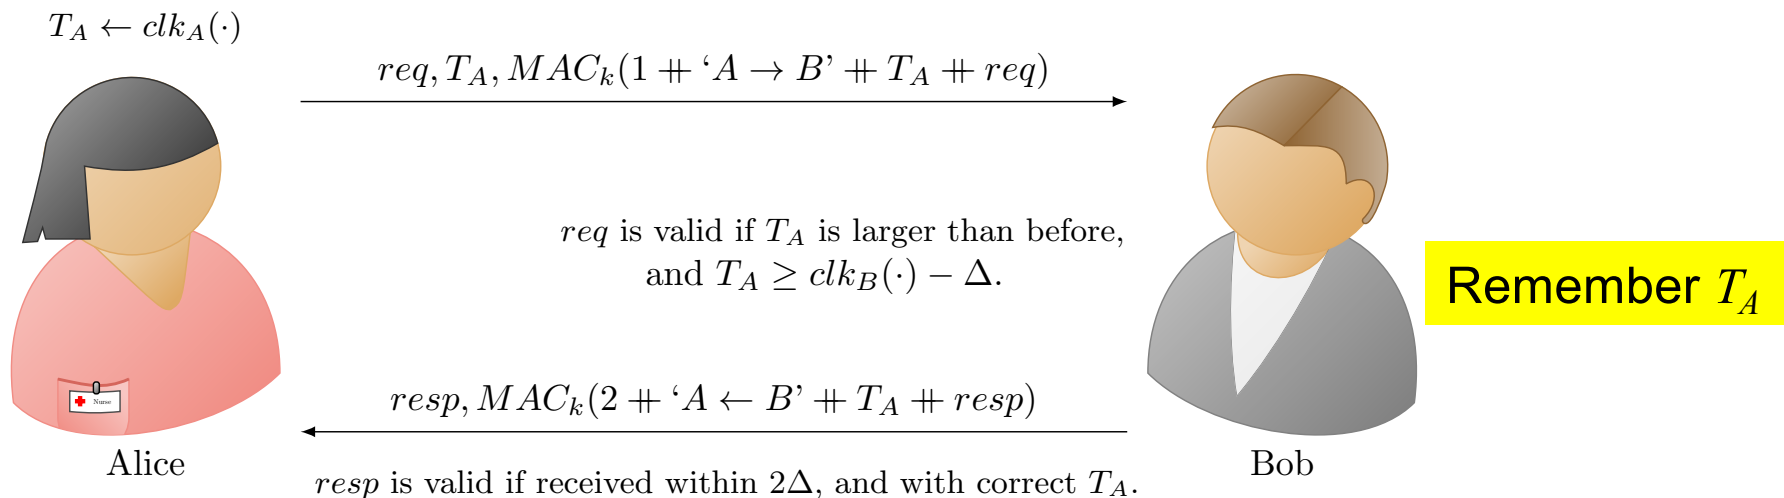 T_A ← clk_A(·)
req, T_A, MAC_k(1 ⧺ ‘A → B’ ⧺ T_A ⧺ req)
req is valid if T_A is larger than before,
and T_A ≥ clk_B(·) − Δ.
Remember T_A
resp, MAC_k(2 ⧺ ‘A ← B’ ⧺ T_A ⧺ resp)
Nurse
Alice
Bob
resp is valid if received within 2Δ, and with correct T_A.